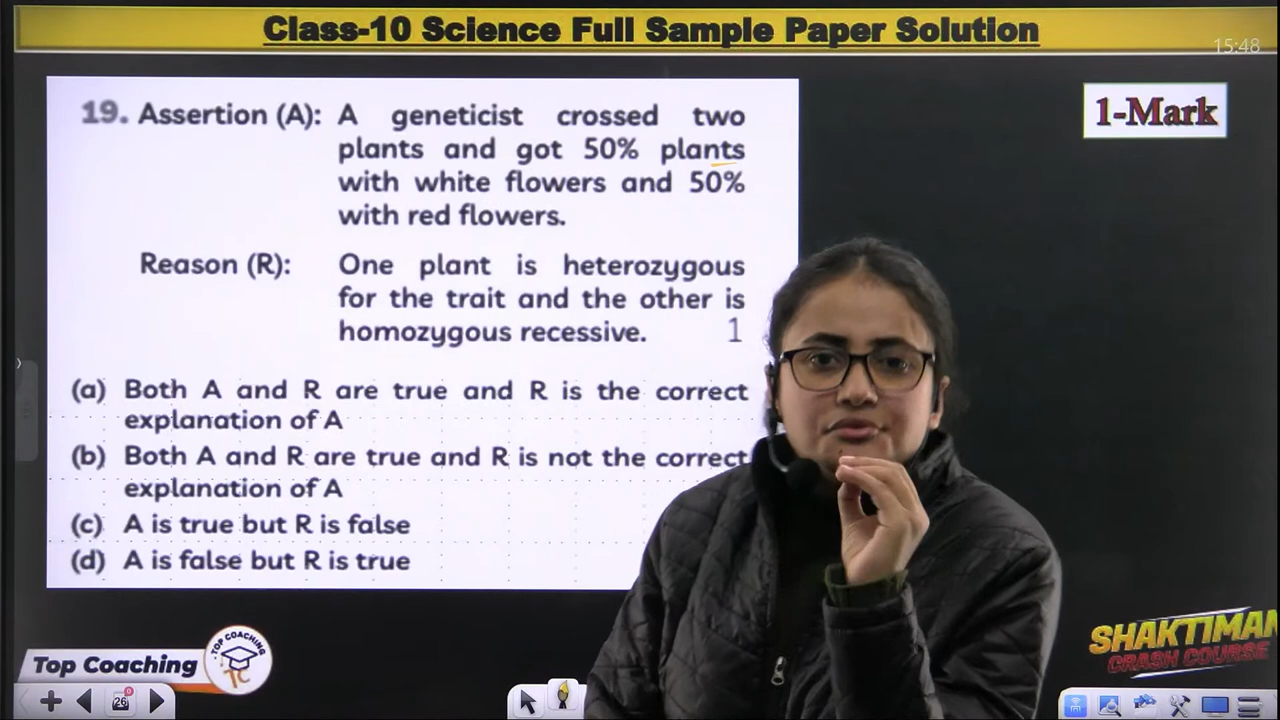 Class-10 Science Full Sample Paper Solution
15:48
1-Mark
19. Assertion (A): A geneticist crossed two
plants and got 50% plants
with white flowers and 50%
with red flowers.
Reason (R): One plant is heterozygous
for the trait and the other is
homozygous recessive. 1
(a) Both A and R are true and R is the correct
explanation of A
(b) Both A and R are true and R is not the correct
explanation of A
(c) A is true but R is false
(d) A is false but R is true
Top Coaching
TOP COACHING
TC
SHAKTIMAN
CRASH COURSE
26
0